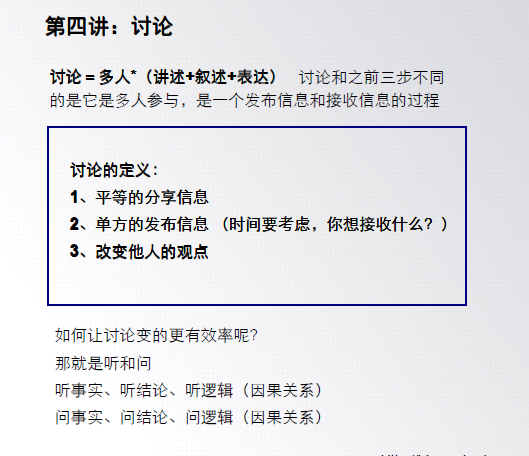 第四讲：讨论
讨论 = 多人*（讲述+叙述+表达） 讨论和之前三步不同
的是它是多人参与，是一个发布信息和接收信息的过程
讨论的定义：
1、平等的分享信息
2、单方的发布信息（时间要考虑，你想接收什么？）
3、改变他人的观点
如何让讨论变的更有效率呢？
那就是听和问
听事实、听结论、听逻辑（因果关系）
问事实、问结论、问逻辑（因果关系）